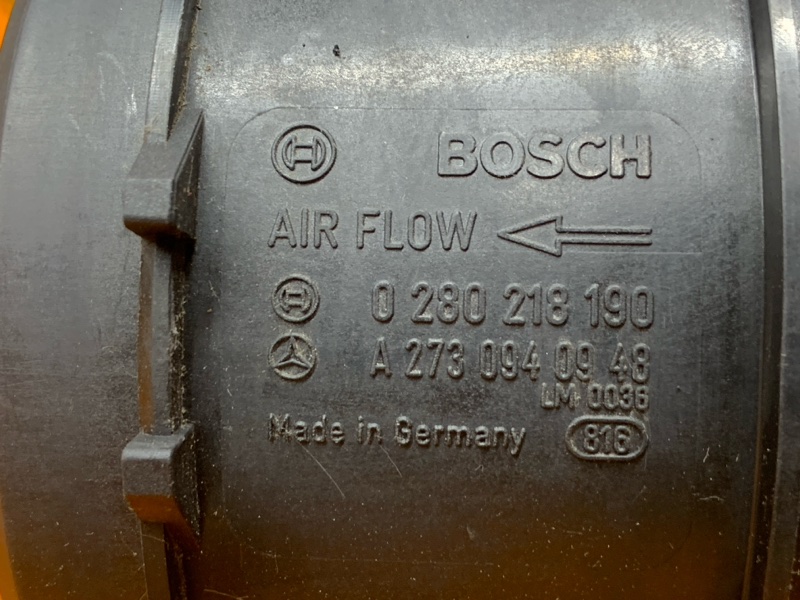 BOSCH
AIR FLOW
0 280 218 190
A 273 094 09 48
LM 0036
Made in Germany 816